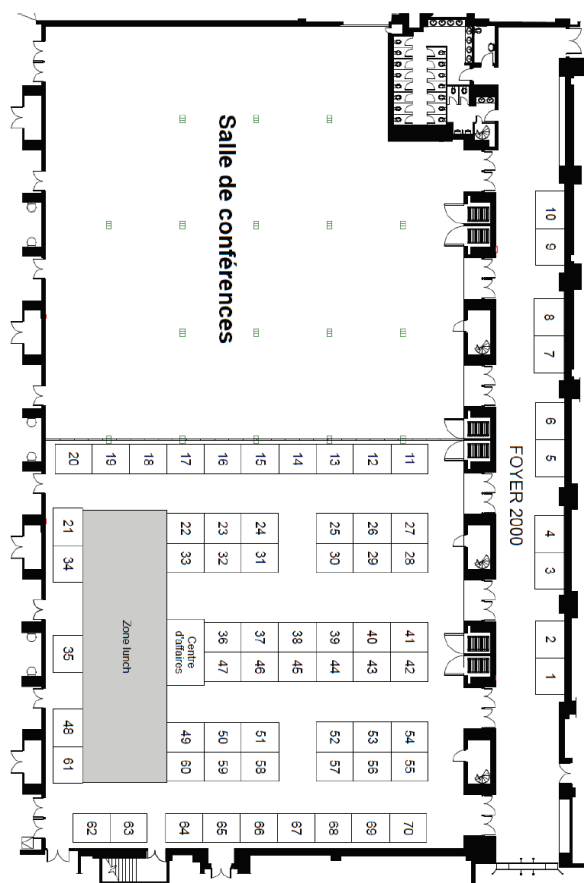 Salle de conférences
10
9
8
7
6
5
FOYER 2000
4
3
2
1
20 19 18 17 16 15 14 13 12 11
21 22 23 24 25 26 27
34 33 32 31 30 29 28
Zone lunch
Centre
d'affaires
35 36 37 38 39 40 41
47 46 45 44 43 42
48 49 50 51 52 53 54
61 60 59 58 57 56 55
62 63 64 65 66 67 68 69 70